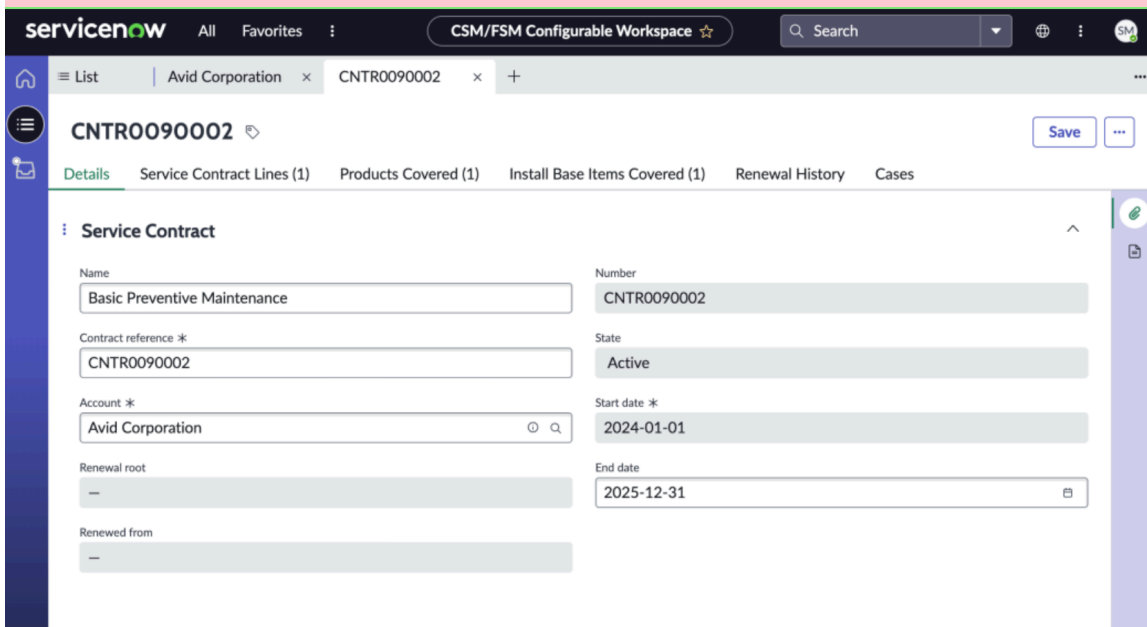 servicenow All Favorites CSM/FSM Configurable Workspace Search SM
List Avid Corporation × CNTR0090002 × +
CNTR0090002 Save
Details Service Contract Lines (1) Products Covered (1) Install Base Items Covered (1) Renewal History Cases
Service Contract
Name Number
Basic Preventive Maintenance CNTR0090002
Contract reference * State
CNTR0090002 Active
Account * Start date *
Avid Corporation 2024-01-01
Renewal root End date
— 2025-12-31
Renewed from
—